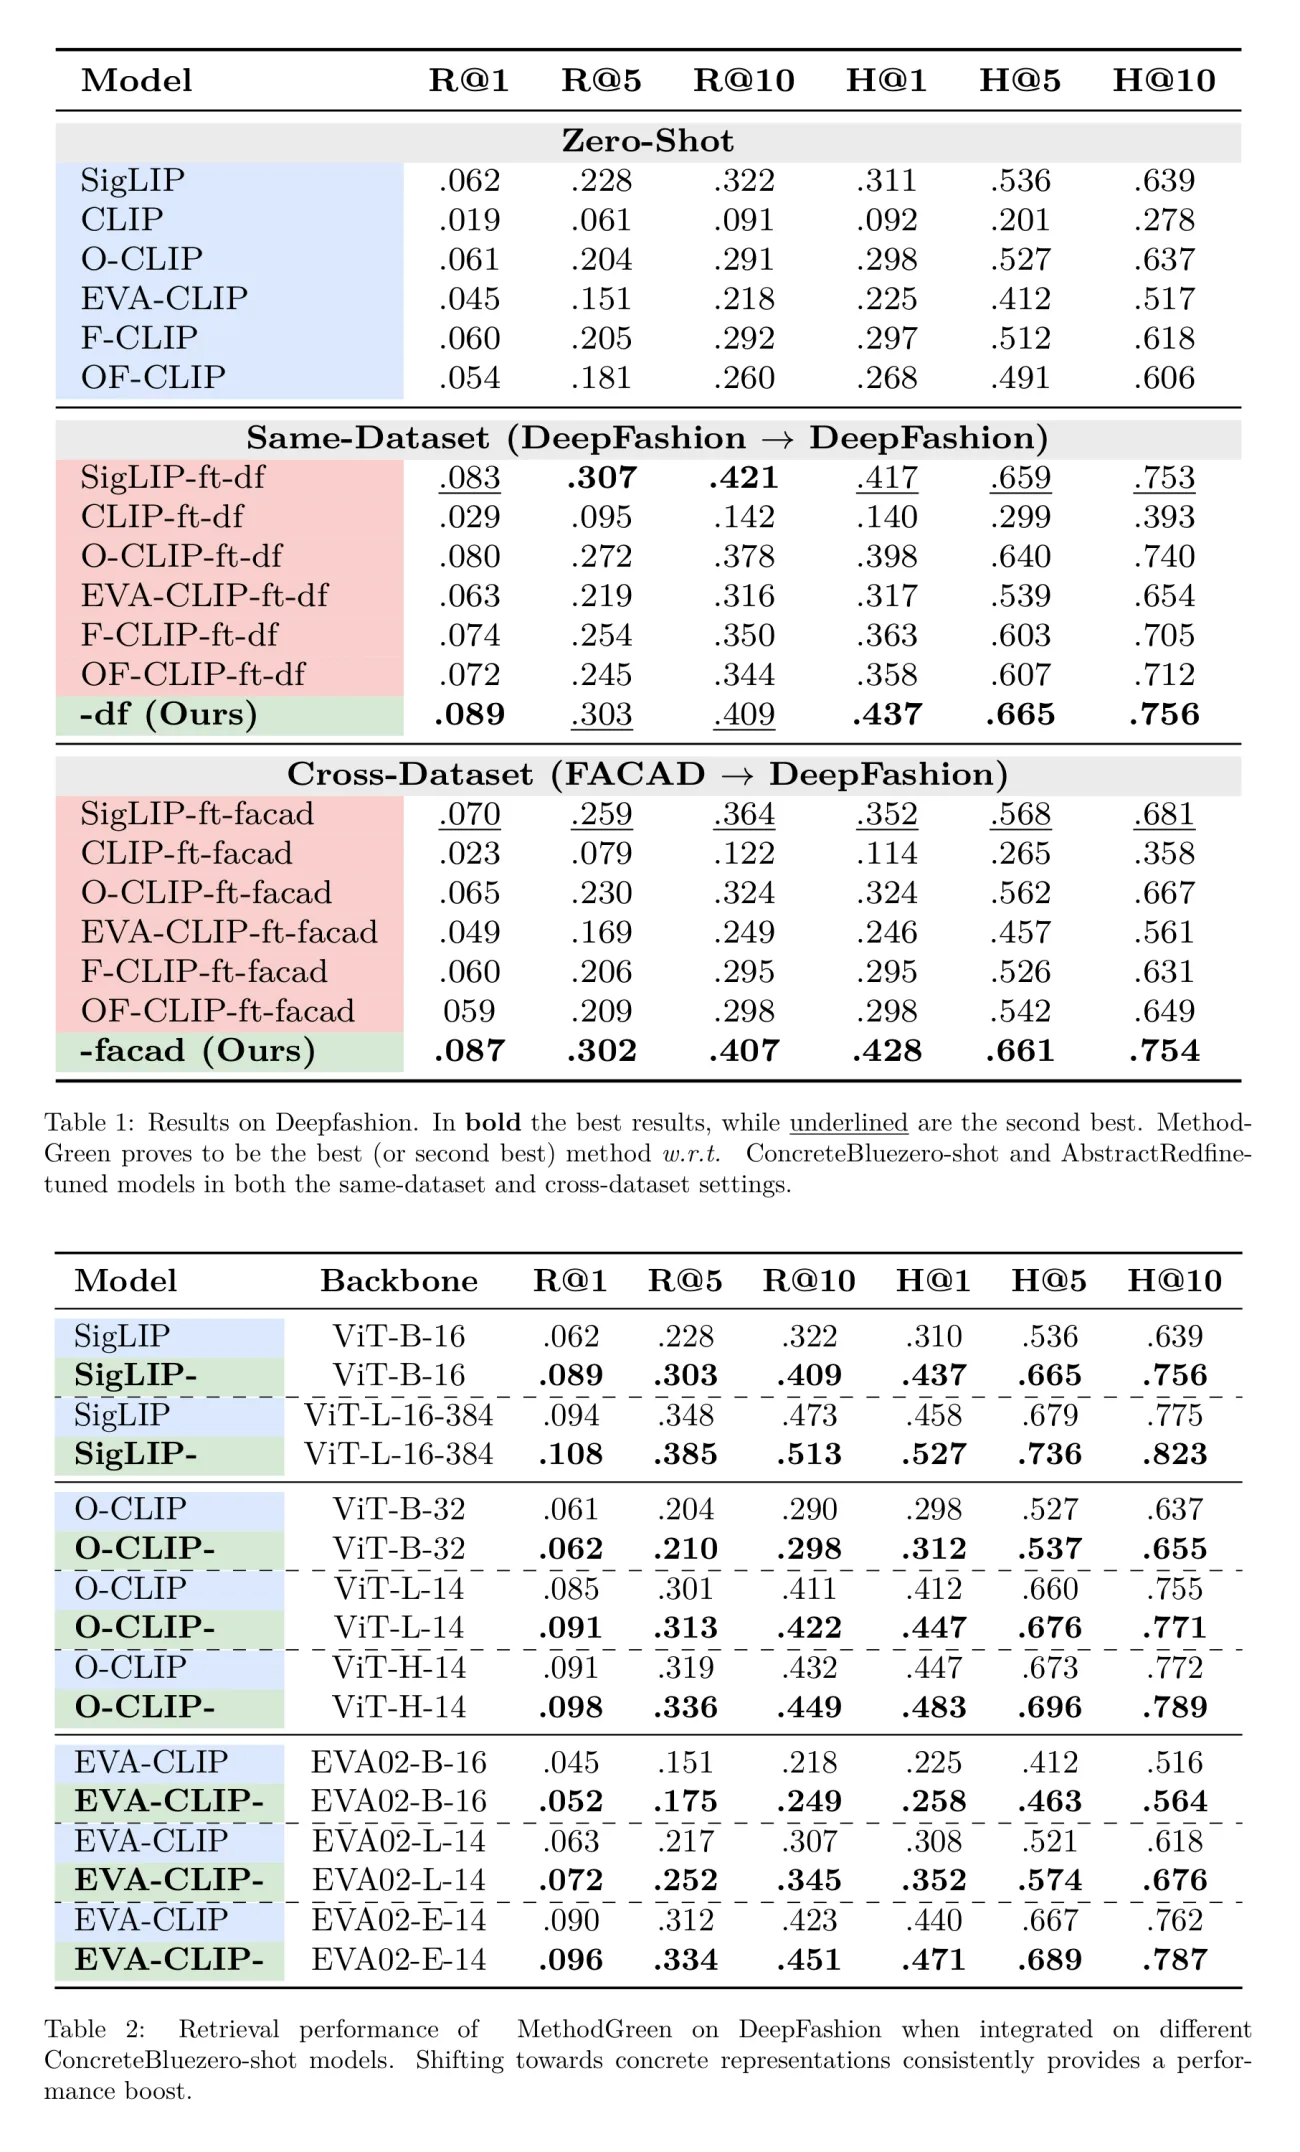 Model R@1 R@5 R@10 H@1 H@5 H@10
Zero-Shot
SigLIP .062 .228 .322 .311 .536 .639
CLIP .019 .061 .091 .092 .201 .278
O-CLIP .061 .204 .291 .298 .527 .637
EVA-CLIP .045 .151 .218 .225 .412 .517
F-CLIP .060 .205 .292 .297 .512 .618
OF-CLIP .054 .181 .260 .268 .491 .606
Same-Dataset (DeepFashion → DeepFashion)
SigLIP-ft-df .083 .307 .421 .417 .659 .753
CLIP-ft-df .029 .095 .142 .140 .299 .393
O-CLIP-ft-df .080 .272 .378 .398 .640 .740
EVA-CLIP-ft-df .063 .219 .316 .317 .539 .654
F-CLIP-ft-df .074 .254 .350 .363 .603 .705
OF-CLIP-ft-df .072 .245 .344 .358 .607 .712
-df (Ours) .089 .303 .409 .437 .665 .756
Cross-Dataset (FACAD → DeepFashion)
SigLIP-ft-facad .070 .259 .364 .352 .568 .681
CLIP-ft-facad .023 .079 .122 .114 .265 .358
O-CLIP-ft-facad .065 .230 .324 .324 .562 .667
EVA-CLIP-ft-facad .049 .169 .249 .246 .457 .561
F-CLIP-ft-facad .060 .206 .295 .295 .526 .631
OF-CLIP-ft-facad 059 .209 .298 .298 .542 .649
-facad (Ours) .087 .302 .407 .428 .661 .754
Table 1: Results on Deepfashion. In bold the best results, while underlined are the second best. Method-
Green proves to be the best (or second best) method w.r.t. ConcreteBluezero-shot and AbstractRedfine-
tuned models in both the same-dataset and cross-dataset settings.
Model Backbone R@1 R@5 R@10 H@1 H@5 H@10
SigLIP ViT-B-16 .062 .228 .322 .310 .536 .639
SigLIP- ViT-B-16 .089 .303 .409 .437 .665 .756
SigLIP ViT-L-16-384 .094 .348 .473 .458 .679 .775
SigLIP- ViT-L-16-384 .108 .385 .513 .527 .736 .823
O-CLIP ViT-B-32 .061 .204 .290 .298 .527 .637
O-CLIP- ViT-B-32 .062 .210 .298 .312 .537 .655
O-CLIP ViT-L-14 .085 .301 .411 .412 .660 .755
O-CLIP- ViT-L-14 .091 .313 .422 .447 .676 .771
O-CLIP ViT-H-14 .091 .319 .432 .447 .673 .772
O-CLIP- ViT-H-14 .098 .336 .449 .483 .696 .789
EVA-CLIP EVA02-B-16 .045 .151 .218 .225 .412 .516
EVA-CLIP- EVA02-B-16 .052 .175 .249 .258 .463 .564
EVA-CLIP EVA02-L-14 .063 .217 .307 .308 .521 .618
EVA-CLIP- EVA02-L-14 .072 .252 .345 .352 .574 .676
EVA-CLIP EVA02-E-14 .090 .312 .423 .440 .667 .762
EVA-CLIP- EVA02-E-14 .096 .334 .451 .471 .689 .787
Table 2: Retrieval performance of MethodGreen on DeepFashion when integrated on different
ConcreteBluezero-shot models. Shifting towards concrete representations consistently provides a perfor-
mance boost.